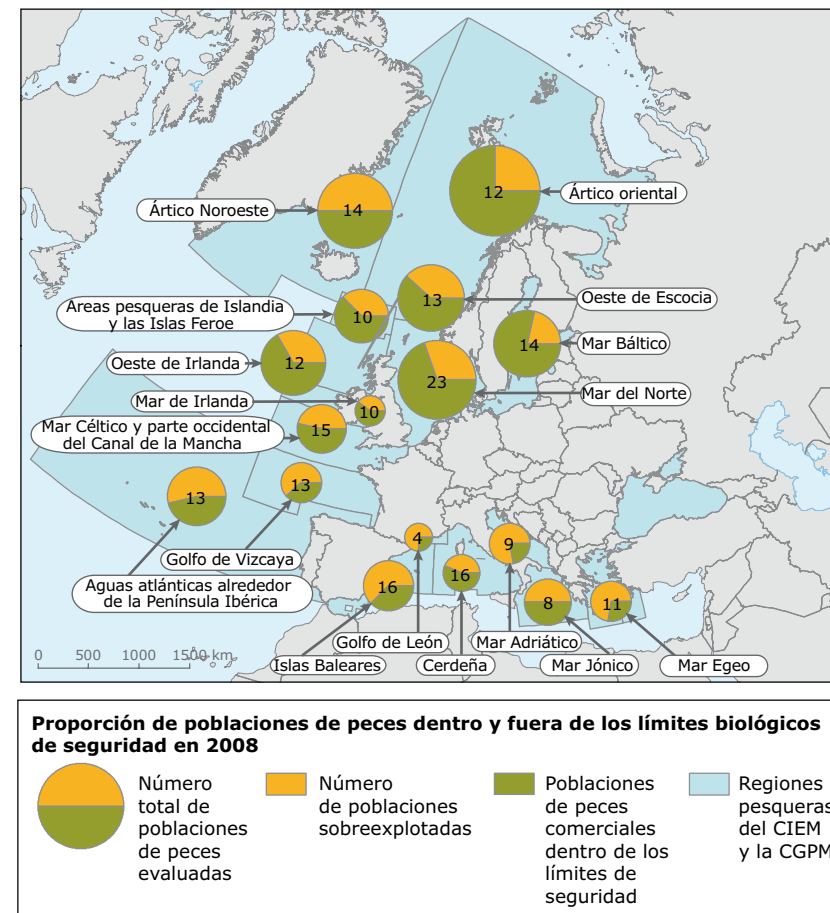 14
12
Ártico Noroeste
Ártico oriental
Areas pesqueras de Islandia
y las Islas Feroe
10
13
Oeste de Escocia
Oeste de Irlanda
12
14
Mar Báltico
Mar de Irlanda
10
23
Mar del Norte
Mar Céltico y parte occidental
del Canal de la Mancha
15
13
13
Golfo de Vizcaya
Aguas atlánticas alrededor
de la Península Ibérica
4
9
16
16
8
11
Golfo de León
Mar Adriático
Islas Baleares
Cerdeña
Mar Jónico
Mar Egeo
0 500 1000 1500 km
Proporción de poblaciones de peces dentro y fuera de los límites biológicos
de seguridad en 2008
Número
total de
poblaciones
de peces
evaluadas
Número
de poblaciones
sobreexplotadas
Poblaciones
de peces
comerciales
dentro de los
límites de
seguridad
Regiones
pesqueras
del CIEM
y la CGPM